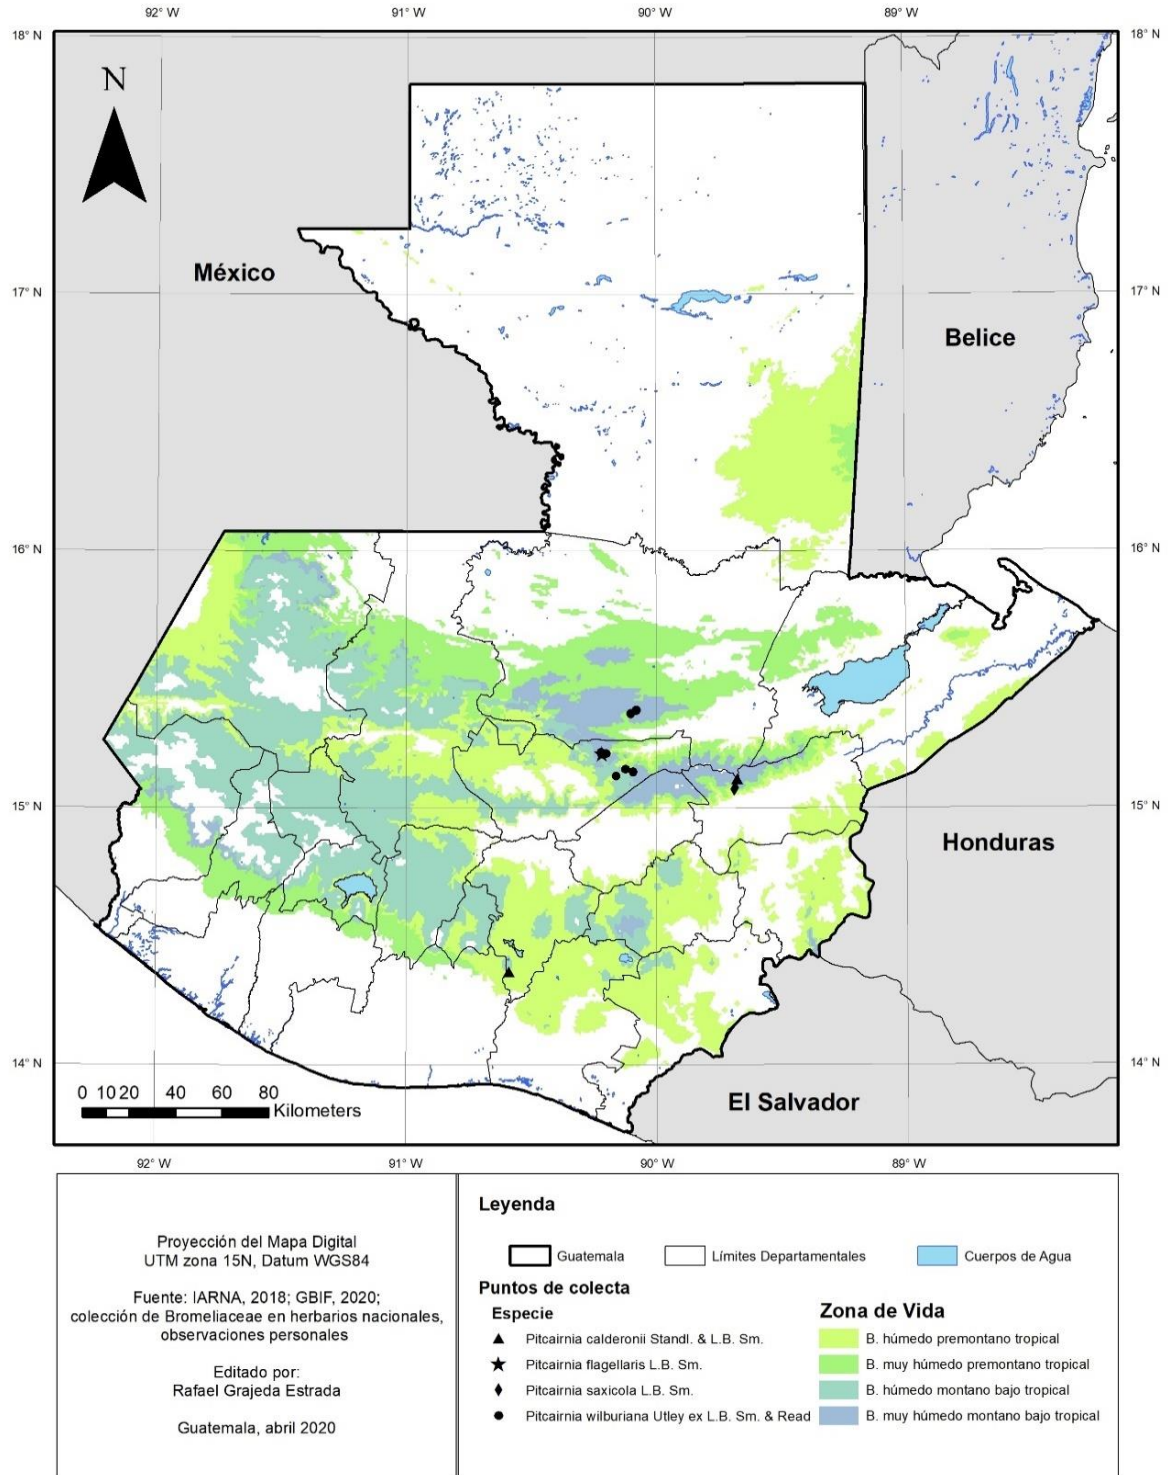 92° W 91° W 90° W 89° W
18° N 18° N
N
México
17° N 17° N
Belice
16° N 16° N
15° N 15° N
Honduras
14° N 14° N
0 10 20 40 60 80
Kilometers
El Salvador
92° W 91° W 90° W 89° W
Proyección del Mapa Digital
UTM zona 15N, Datum WGS84
Fuente: IARNA, 2018; GBIF, 2020;
colección de Bromeliaceae en herbarios nacionales,
observaciones personales
Editado por:
Rafael Grajeda Estrada
Guatemala, abril 2020
Leyenda
Guatemala Límites Departamentales Cuerpos de Agua
Puntos de colecta
Especie
Pitcairnia calderonii Standl. & L.B. Sm.
Pitcairnia flagellaris L.B. Sm.
Pitcairnia saxicola L.B. Sm.
Pitcairnia wilburiana Utley ex L.B. Sm. & Read
Zona de Vida
B. húmedo premontano tropical
B. muy húmedo premontano tropical
B. húmedo montano bajo tropical
B. muy húmedo montano bajo tropical